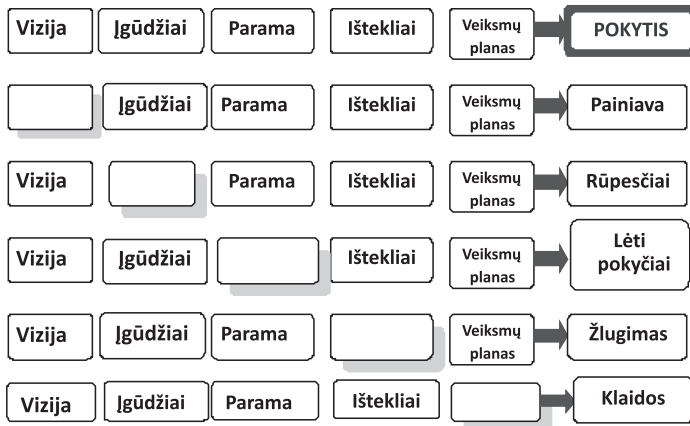 Vizija Įgūdžiai Parama Ištekliai Veiksmų planas POKYTIS
Įgūdžiai Parama Ištekliai Veiksmų planas Painiava
Vizija Parama Ištekliai Veiksmų planas Rūpesčiai
Vizija Įgūdžiai Ištekliai Veiksmų planas Lėti pokyčiai
Vizija Įgūdžiai Parama Veiksmų planas Žlugimas
Vizija Įgūdžiai Parama Ištekliai Klaidos